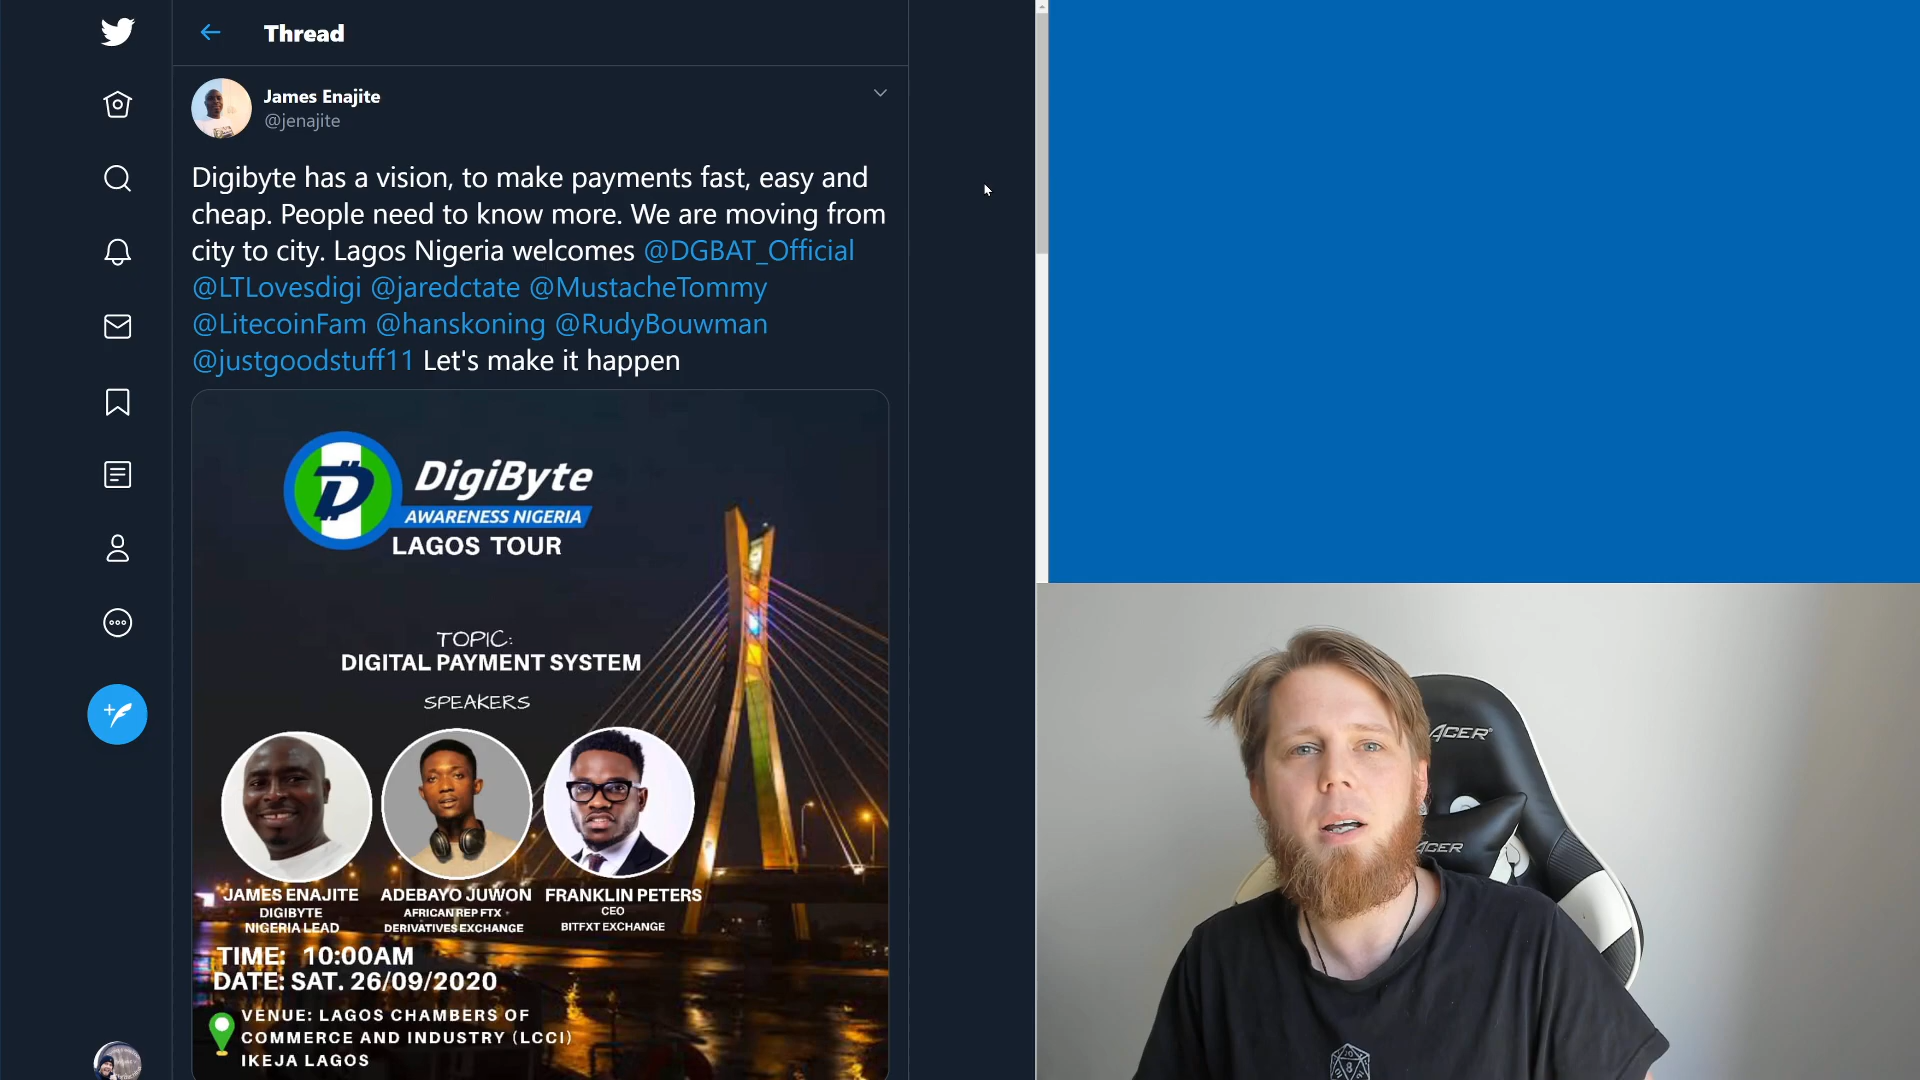 Thread
James Enajite
@jenajite
Digibyte has a vision, to make payments fast, easy and
cheap. People need to know more. We are moving from
city to city. Lagos Nigeria welcomes @DGBAT_Official
@LTLovesdigi @jaredctate @MustacheTommy
@LitecoinFam @hanskoning @RudyBouwman
@justgoodstuff11 Let's make it happen
DigiByte
AWARENESS NIGERIA
LAGOS TOUR
TOPIC:
DIGITAL PAYMENT SYSTEM
SPEAKERS
JAMES ENAJITE
DIGIBYTE
NIGERIA LEAD
ADEBAYO JUWON
AFRICAN REP FTX
DERIVATIVES EXCHANGE
FRANKLIN PETERS
CEO
BITFXT EXCHANGE
TIME: 10:00AM
DATE: SAT. 26/09/2020
VENUE: LAGOS CHAMBERS OF
COMMERCE AND INDUSTRY (LCCI)
IKEJA LAGOS
ACER
ACER
8